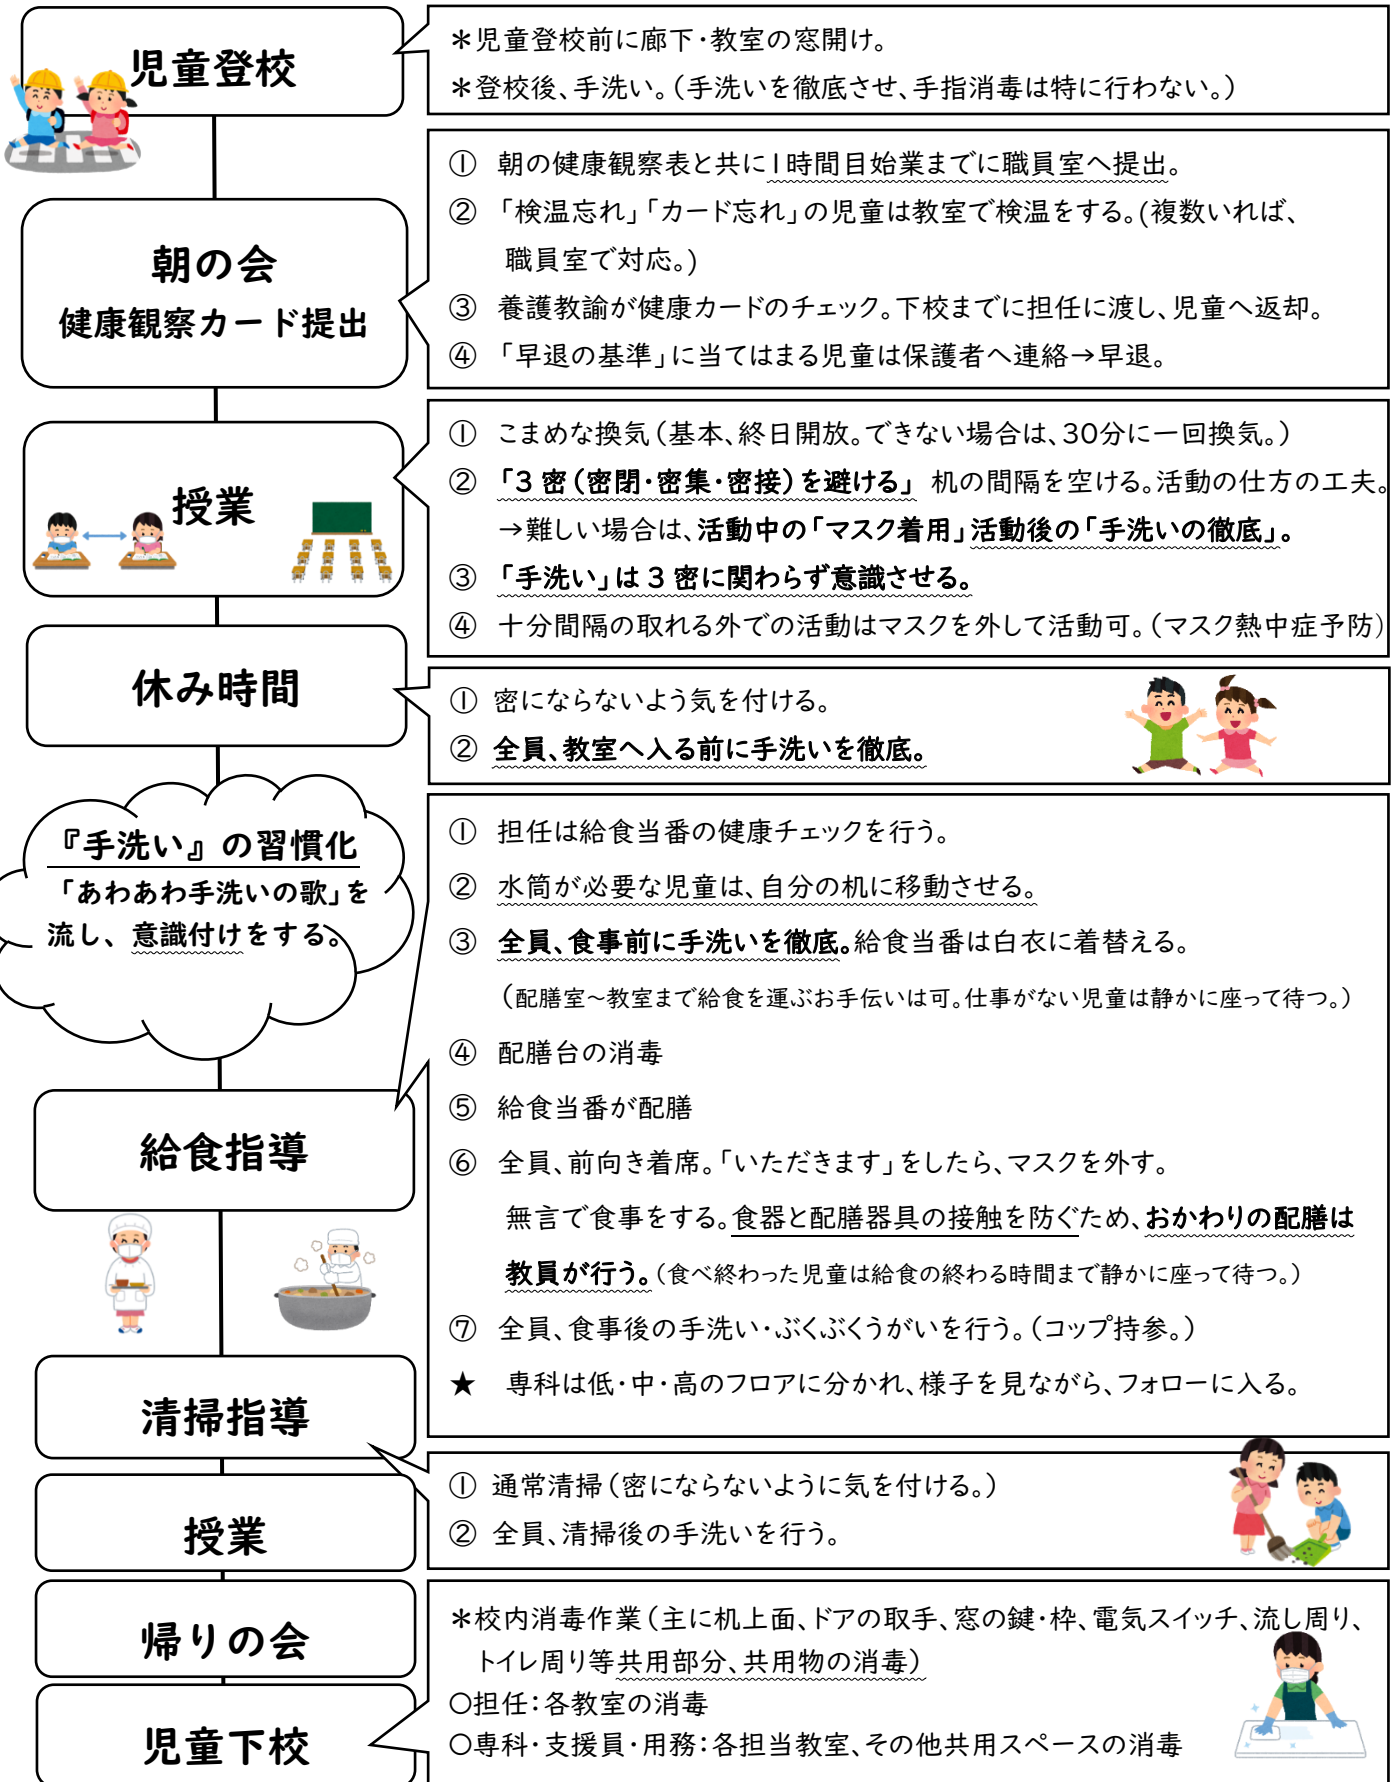 児童登校
＊児童登校前に廊下・教室の窓開け。
＊登校後、手洗い。（手洗いを徹底させ、手指消毒は特に行わない。）
朝の会
健康観察カード提出
① 朝の健康観察表と共に1時間目始業までに職員室へ提出。
② 「検温忘れ」「カード忘れ」の児童は教室で検温をする。(複数いれば、
職員室で対応。)
③ 養護教諭が健康カードのチェック。下校までに担任に渡し、児童へ返却。
④ 「早退の基準」に当てはまる児童は保護者へ連絡→早退。
授業
① こまめな換気（基本、終日開放。できない場合は、30分に一回換気。）
② 「３密（密閉・密集・密接）を避ける」 机の間隔を空ける。活動の仕方の工夫。
→難しい場合は、活動中の「マスク着用」活動後の「手洗いの徹底」。
③ 「手洗い」は３密に関わらず意識させる。
④ 十分間隔の取れる外での活動はマスクを外して活動可。（マスク熱中症予防）
休み時間
① 密にならないよう気を付ける。
② 全員、教室へ入る前に手洗いを徹底。
『手洗い』の習慣化
「あわあわ手洗いの歌」を
流し、意識付けをする。
給食指導
① 担任は給食当番の健康チェックを行う。
② 水筒が必要な児童は、自分の机に移動させる。
③ 全員、食事前に手洗いを徹底。給食当番は白衣に着替える。
（配膳室～教室まで給食を運ぶお手伝いは可。仕事がない児童は静かに座って待つ。）
④ 配膳台の消毒
⑤ 給食当番が配膳
⑥ 全員、前向き着席。「いただきます」をしたら、マスクを外す。
無言で食事をする。食器と配膳器具の接触を防ぐため、おかわりの配膳は
教員が行う。（食べ終わった児童は給食の終わる時間まで静かに座って待つ。）
⑦ 全員、食事後の手洗い・ぶくぶくうがいを行う。（コップ持参。）
★ 専科は低・中・高のフロアに分かれ、様子を見ながら、フォローに入る。
清掃指導
① 通常清掃（密にならないように気を付ける。）
② 全員、清掃後の手洗いを行う。
授業
帰りの会
児童下校
＊校内消毒作業（主に机上面、ドアの取手、窓の鍵・枠、電気スイッチ、流し周り、
トイレ周り等共用部分、共用物の消毒）
○担任：各教室の消毒
○専科・支援員・用務：各担当教室、その他共用スペースの消毒